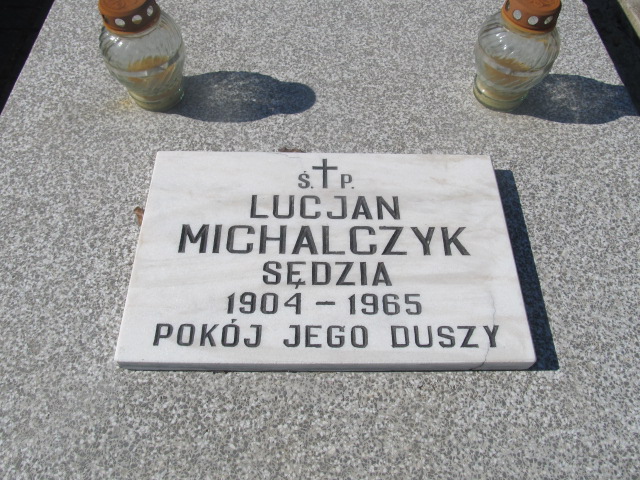 Ś. P.
LUCJAN
MICHALCZYK
SĘDZIA
1904 – 1965
POKÓJ JEGO DUSZY